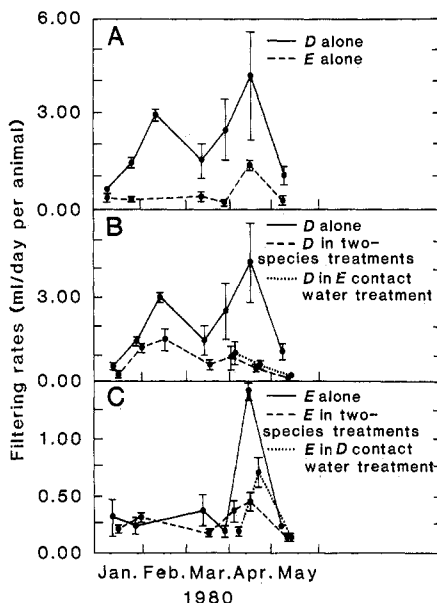 Filtering rates (ml/day per animal)
6.00
A
D alone
E alone
3.00
0.00
B
D alone
D in two-
species treatments
D in E contact
water treatment
3.00
0.00
C
E alone
E in two-
species treatments
E in D contact
water treatment
1.00
0.50
0.00
Jan. Feb. Mar. Apr. May
1980